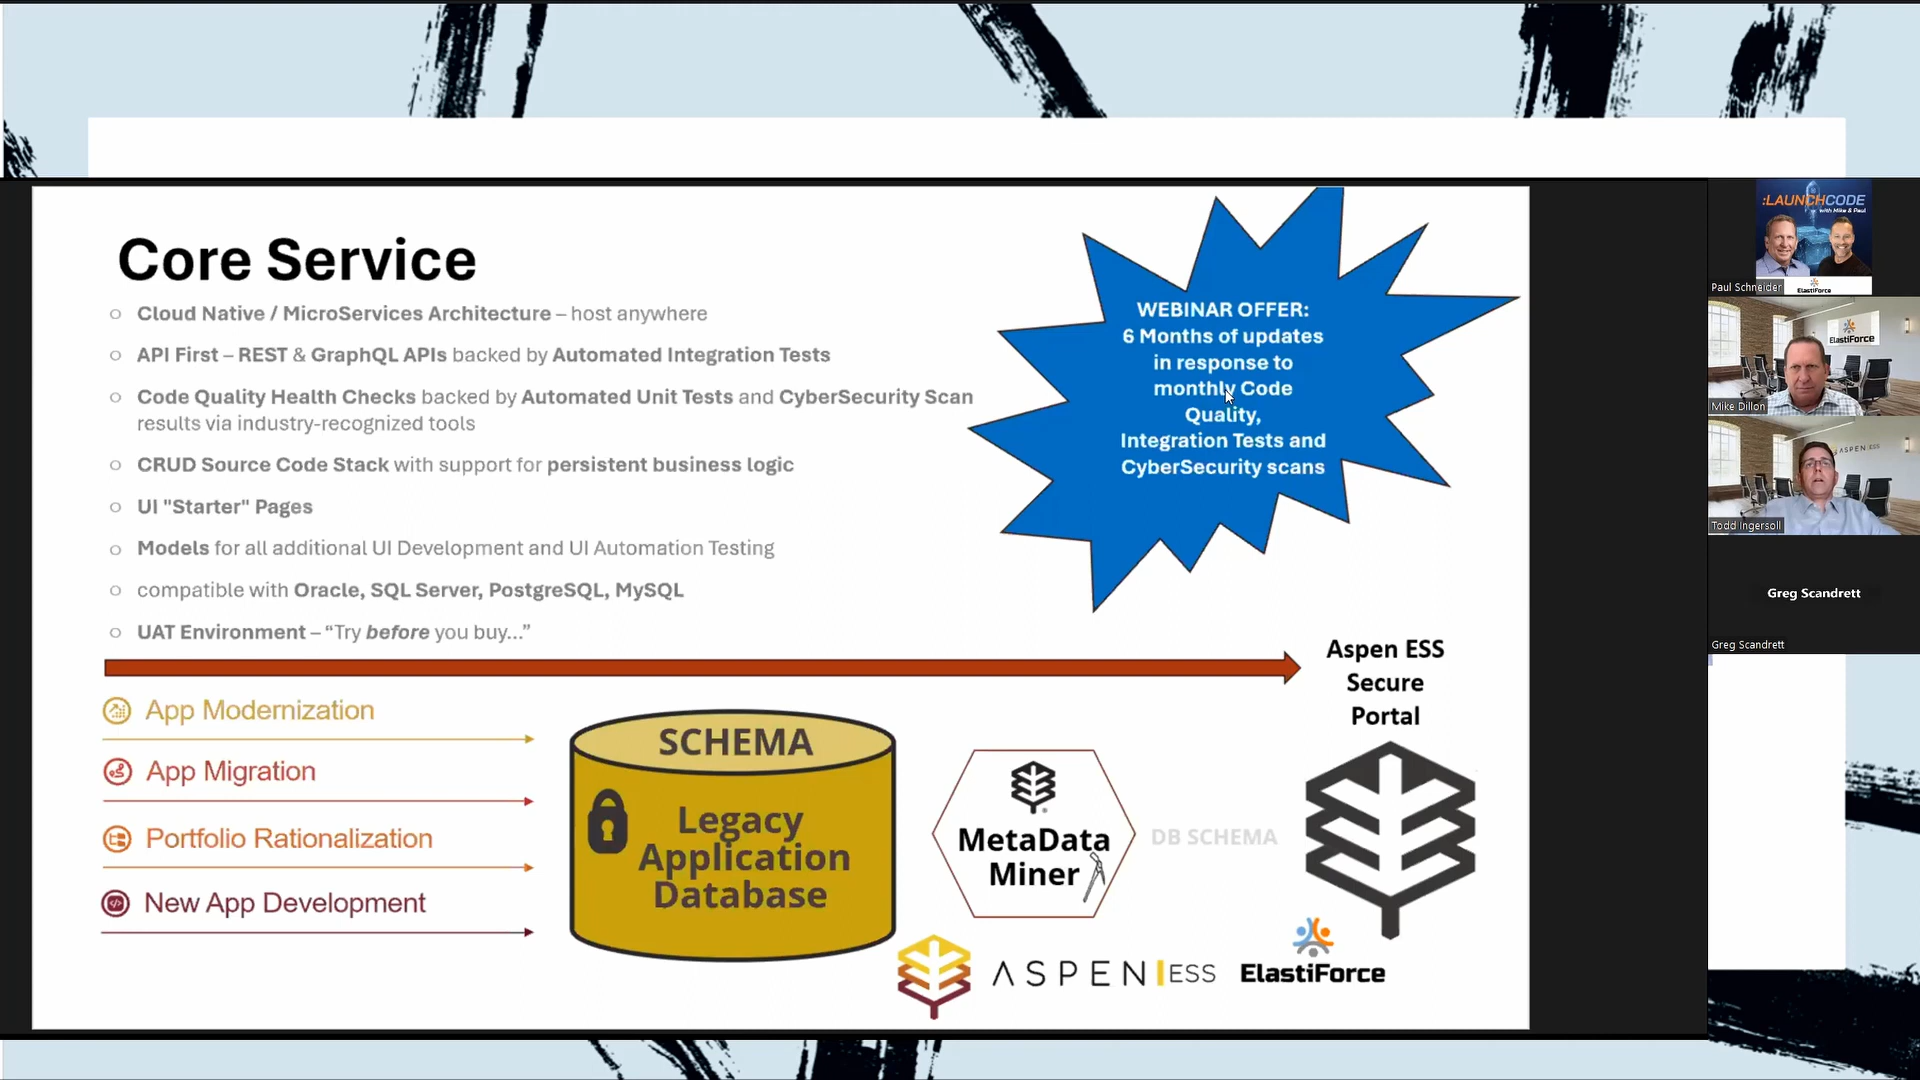 Core Service
o Cloud Native / MicroServices Architecture – host anywhere
o API First – REST & GraphQL APIs backed by Automated Integration Tests
o Code Quality Health Checks backed by Automated Unit Tests and CyberSecurity Scan
results via industry-recognized tools
o CRUD Source Code Stack with support for persistent business logic
o UI "Starter" Pages
o Models for all additional UI Development and UI Automation Testing
o compatible with Oracle, SQL Server, PostgreSQL, MySQL
o UAT Environment – “Try before you buy...”
WEBINAR OFFER:
6 Months of updates
in response to
monthly Code
Quality,
Integration Tests and
CyberSecurity scans
Aspen ESS
Secure
Portal
App Modernization
App Migration
Portfolio Rationalization
New App Development
SCHEMA
Legacy
Application
Database
MetaData
Miner
DB SCHEMA
ASPEN ESS
ElastiForce
:LAUNCHCODE
with Mike & Paul
ElastiForce
Paul Schneider
ElastiForce
Mike Dillon
ASPEN ESS
Todd Ingersoll
Greg Scandrett
Greg Scandrett